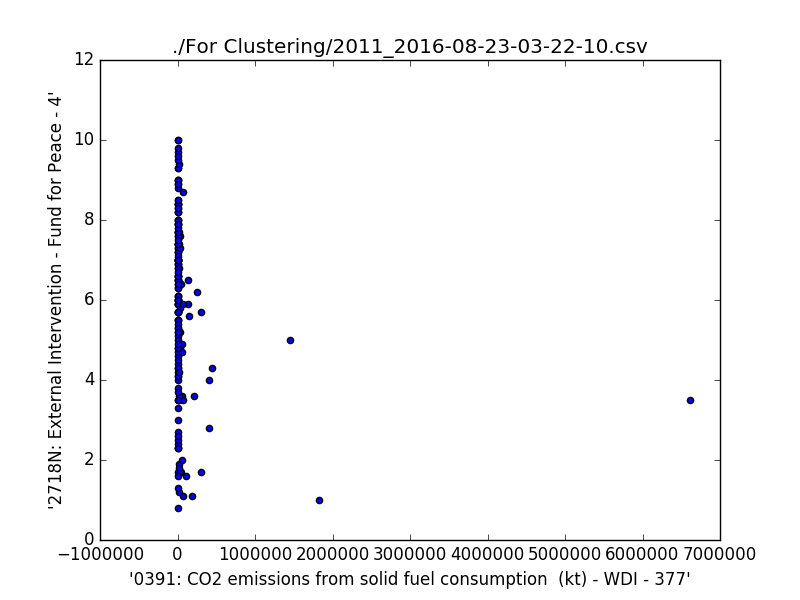 ./For Clustering/2011_2016-08-23-03-22-10.csv
12
10
8
6
4
2
0
'2718N: External Intervention - Fund for Peace - 4'
−1000000 0 1000000 2000000 3000000 4000000 5000000 6000000 7000000
'0391: CO2 emissions from solid fuel consumption  (kt) - WDI - 377'